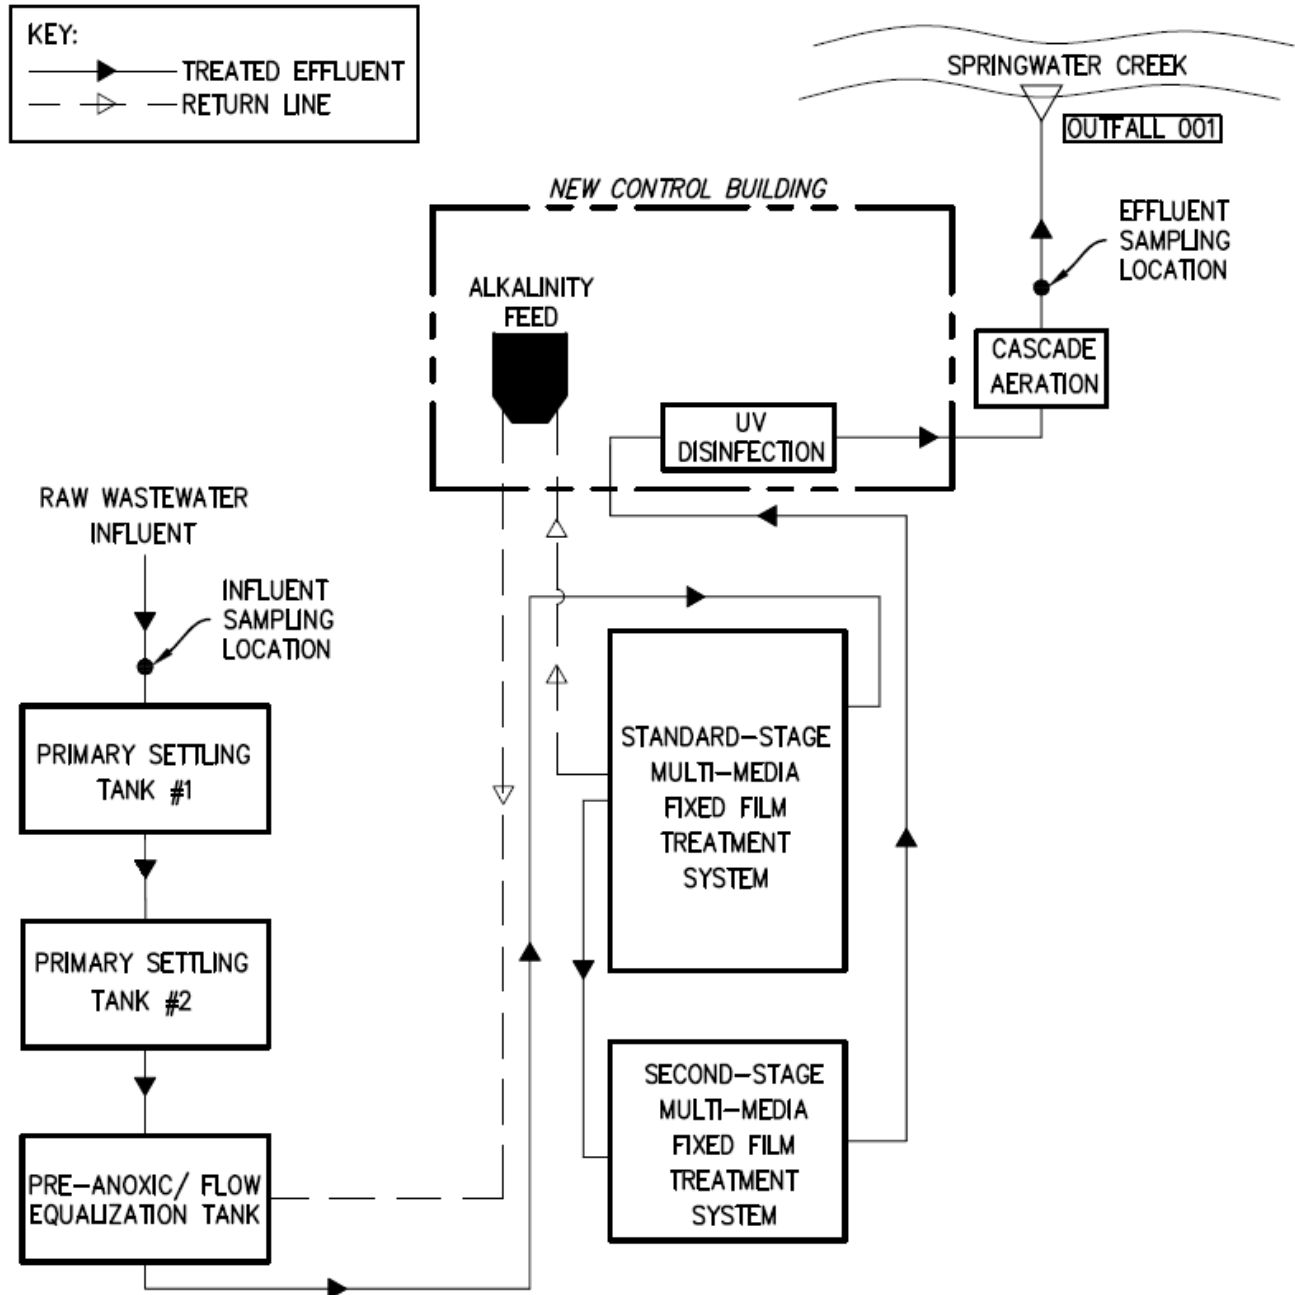 KEY:
TREATED EFFLUENT
RETURN LINE
SPRINGWATER CREEK
OUTFALL 001
NEW CONTROL BUILDING
EFFLUENT
SAMPLING
LOCATION
ALKALINITY
FEED
CASCADE
AERATION
UV
DISINFECTION
RAW WASTEWATER
INFLUENT
INFLUENT
SAMPLING
LOCATION
PRIMARY SETTLING
TANK #1
STANDARD-STAGE
MULTI-MEDIA
FIXED FILM
TREATMENT
SYSTEM
PRIMARY SETTLING
TANK #2
SECOND-STAGE
MULTI-MEDIA
FIXED FILM
TREATMENT
SYSTEM
PRE-ANOXIC/ FLOW
EQUALIZATION TANK